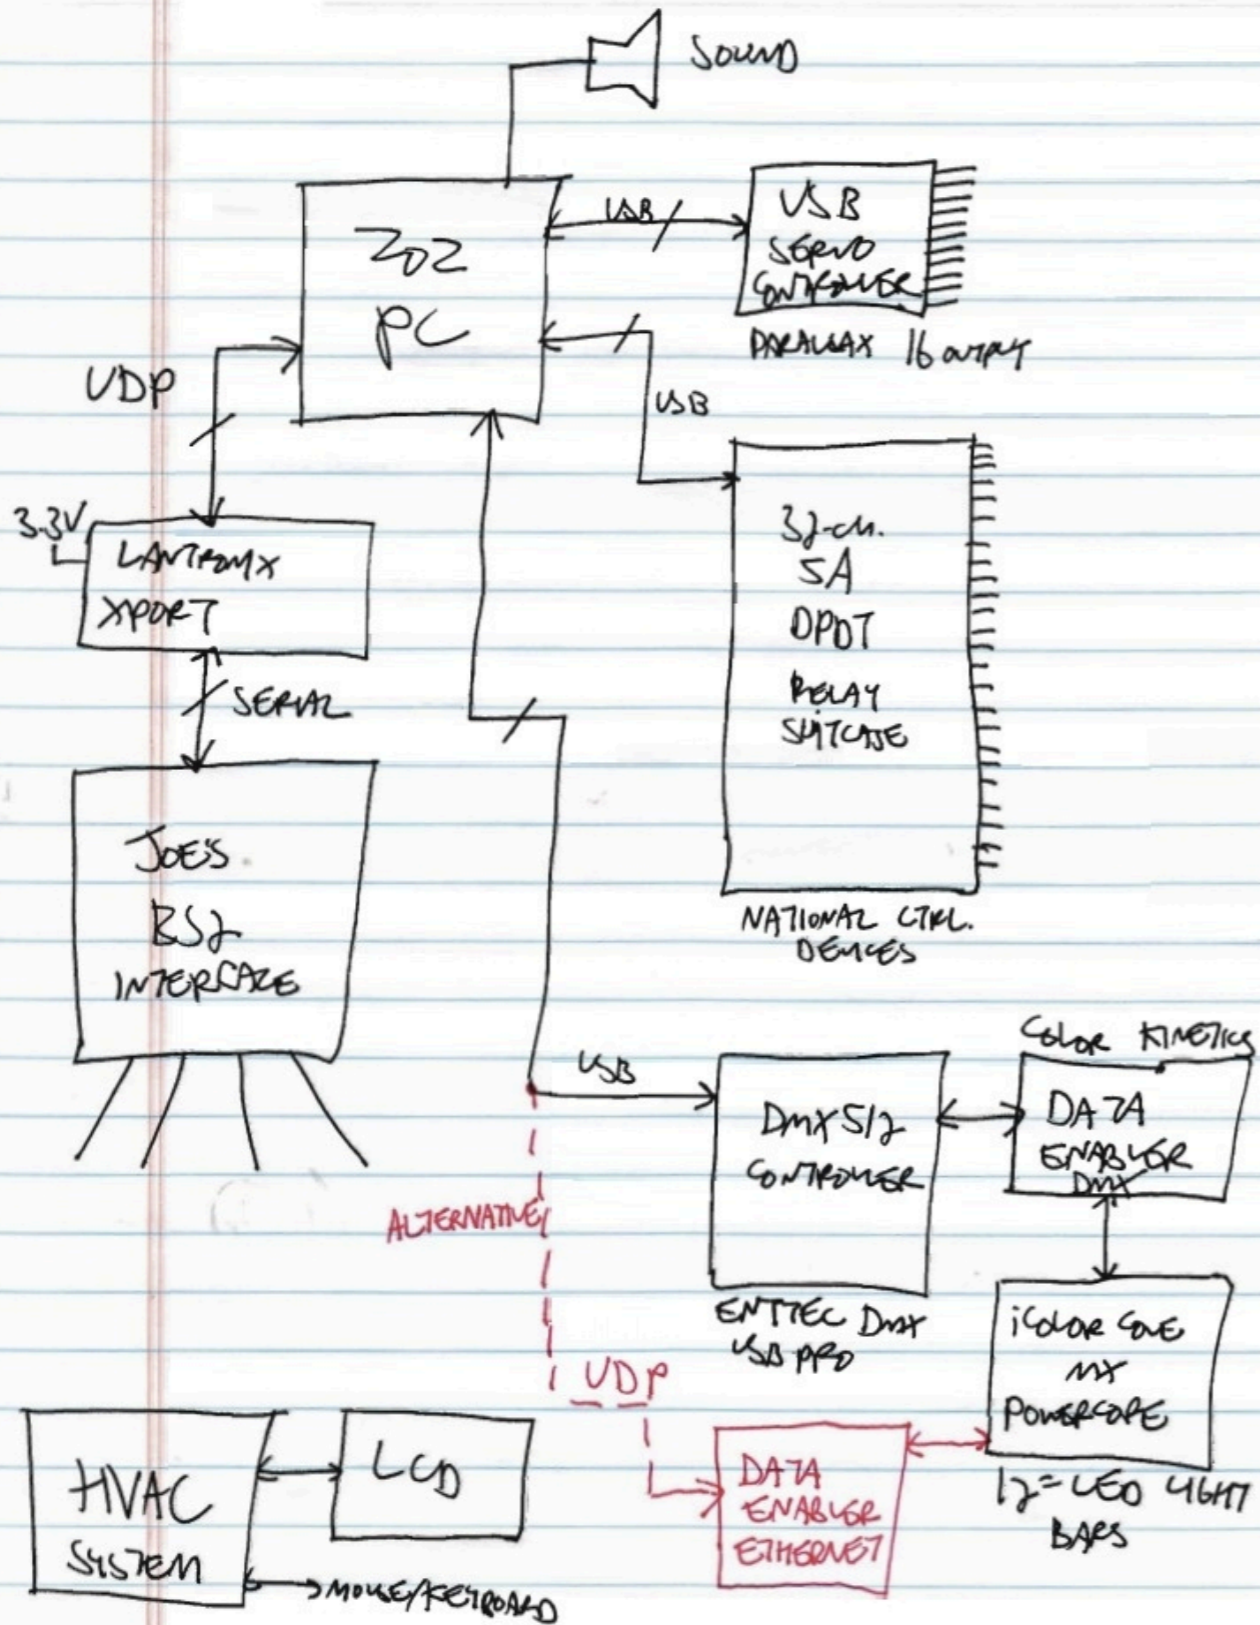 SOUND
ZOZ
PC
USB
USB
SERVO
CONTROLLER
PARALLAX 16 OUTPUT
UDP
USB
3.3V
LANTRONIX
XPORT
SERIAL
32-CH.
5A
DPDT
RELAY
SUITCASE
NATIONAL CTRL.
DEVICES
JOE'S
BS2
INTERFACE
USB
DMX512
CONTROLLER
ENTTEC DMX
USB PRO
COLOR KINETICS
DATA
ENABLER
DMX
ALTERNATIVE
iCOLOR COVE
MX
POWERCORE
12= LED LIGHT
BARS
UDP
DATA
ENABLER
ETHERNET
HVAC
SYSTEM
LCD
MOUSE/KEYBOARD